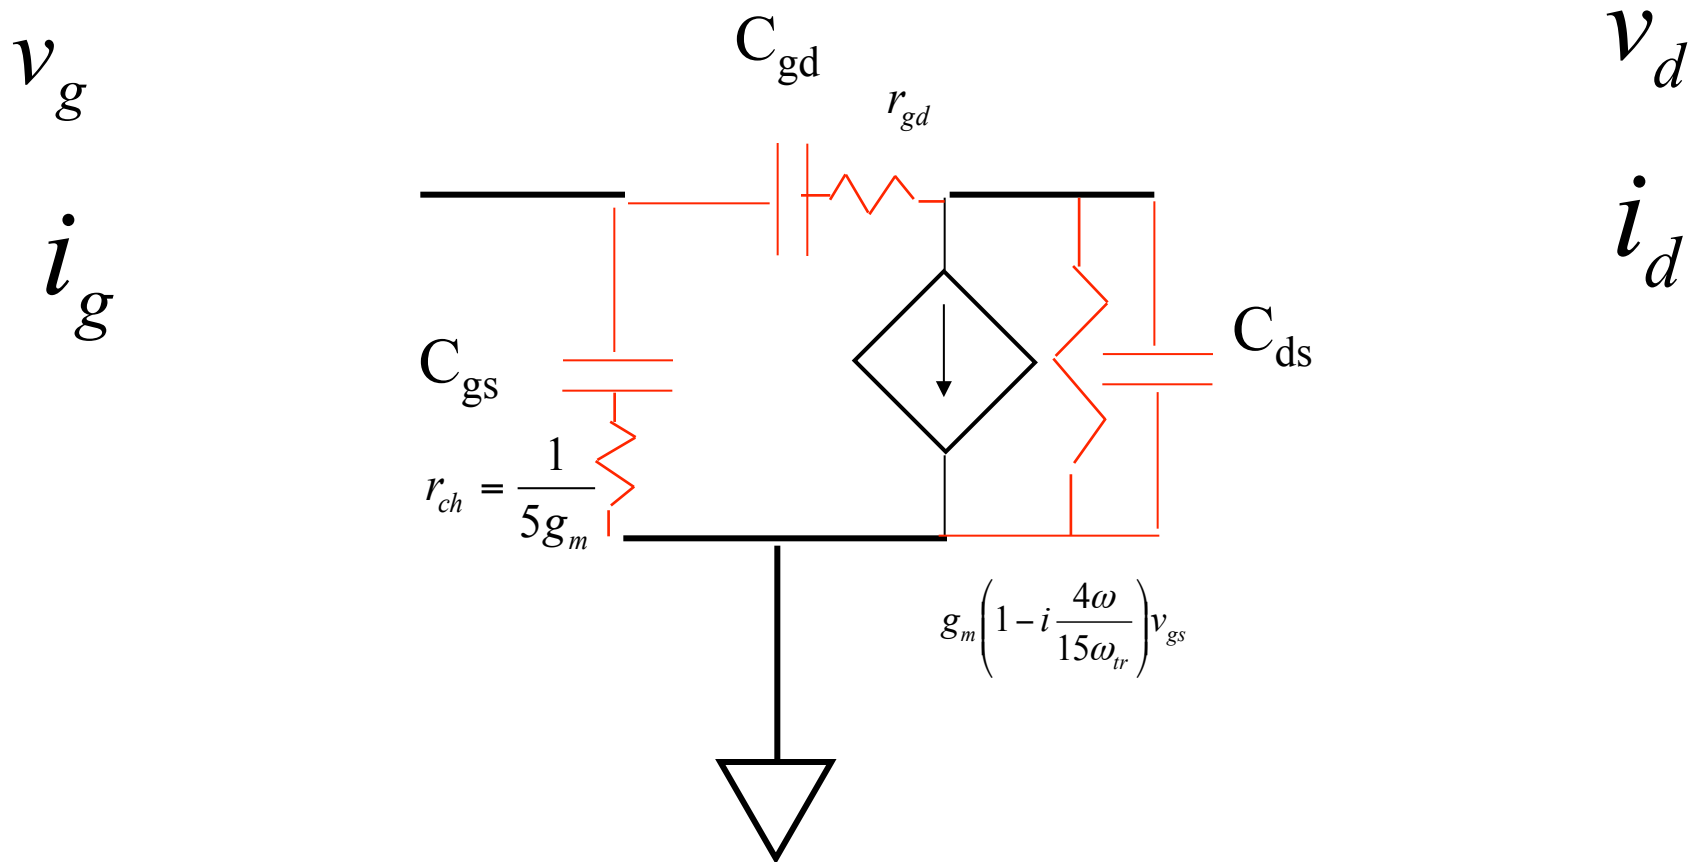 v_g
v_d
C_gd
r_gd
i_g
i_d
C_gs
C_ds
r_ch = 1/(5g_m)
g_m(1 − i 4ω/(15ω_tr))v_gs